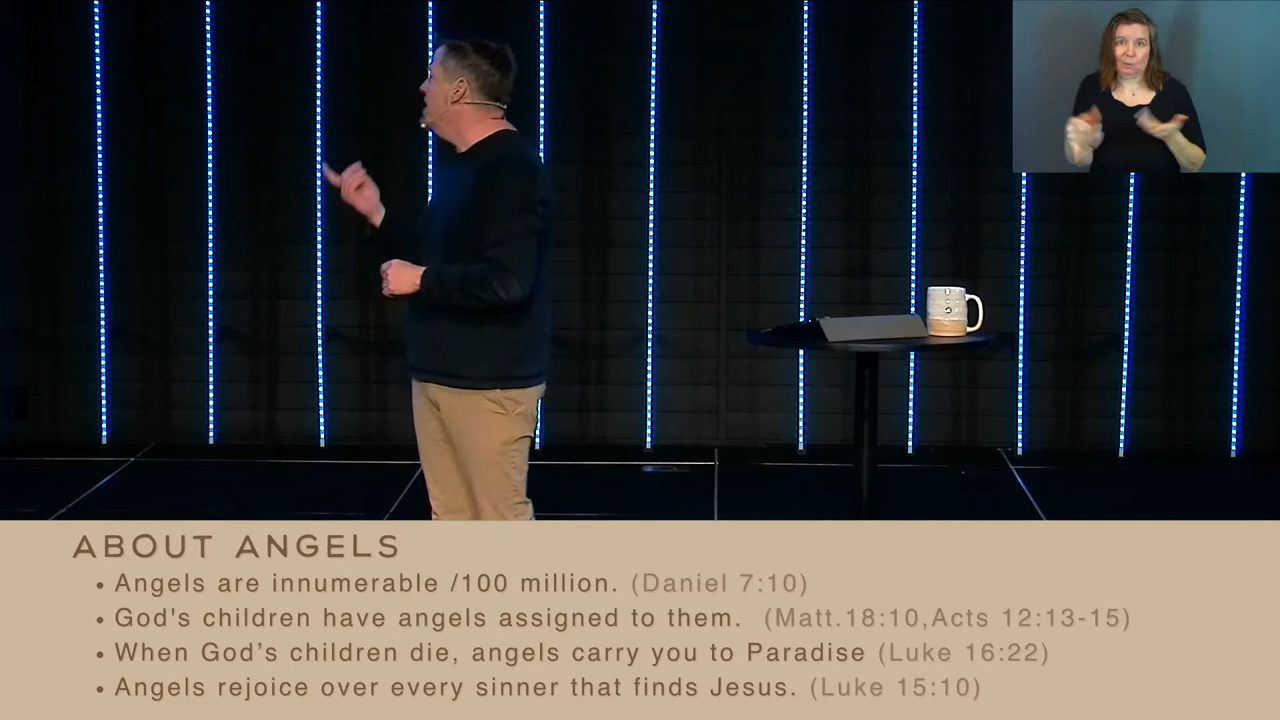 ABOUT ANGELS
• Angels are innumerable /100 million. (Daniel 7:10)
• God's children have angels assigned to them. (Matt.18:10,Acts 12:13-15)
• When God’s children die, angels carry you to Paradise (Luke 16:22)
• Angels rejoice over every sinner that finds Jesus. (Luke 15:10)